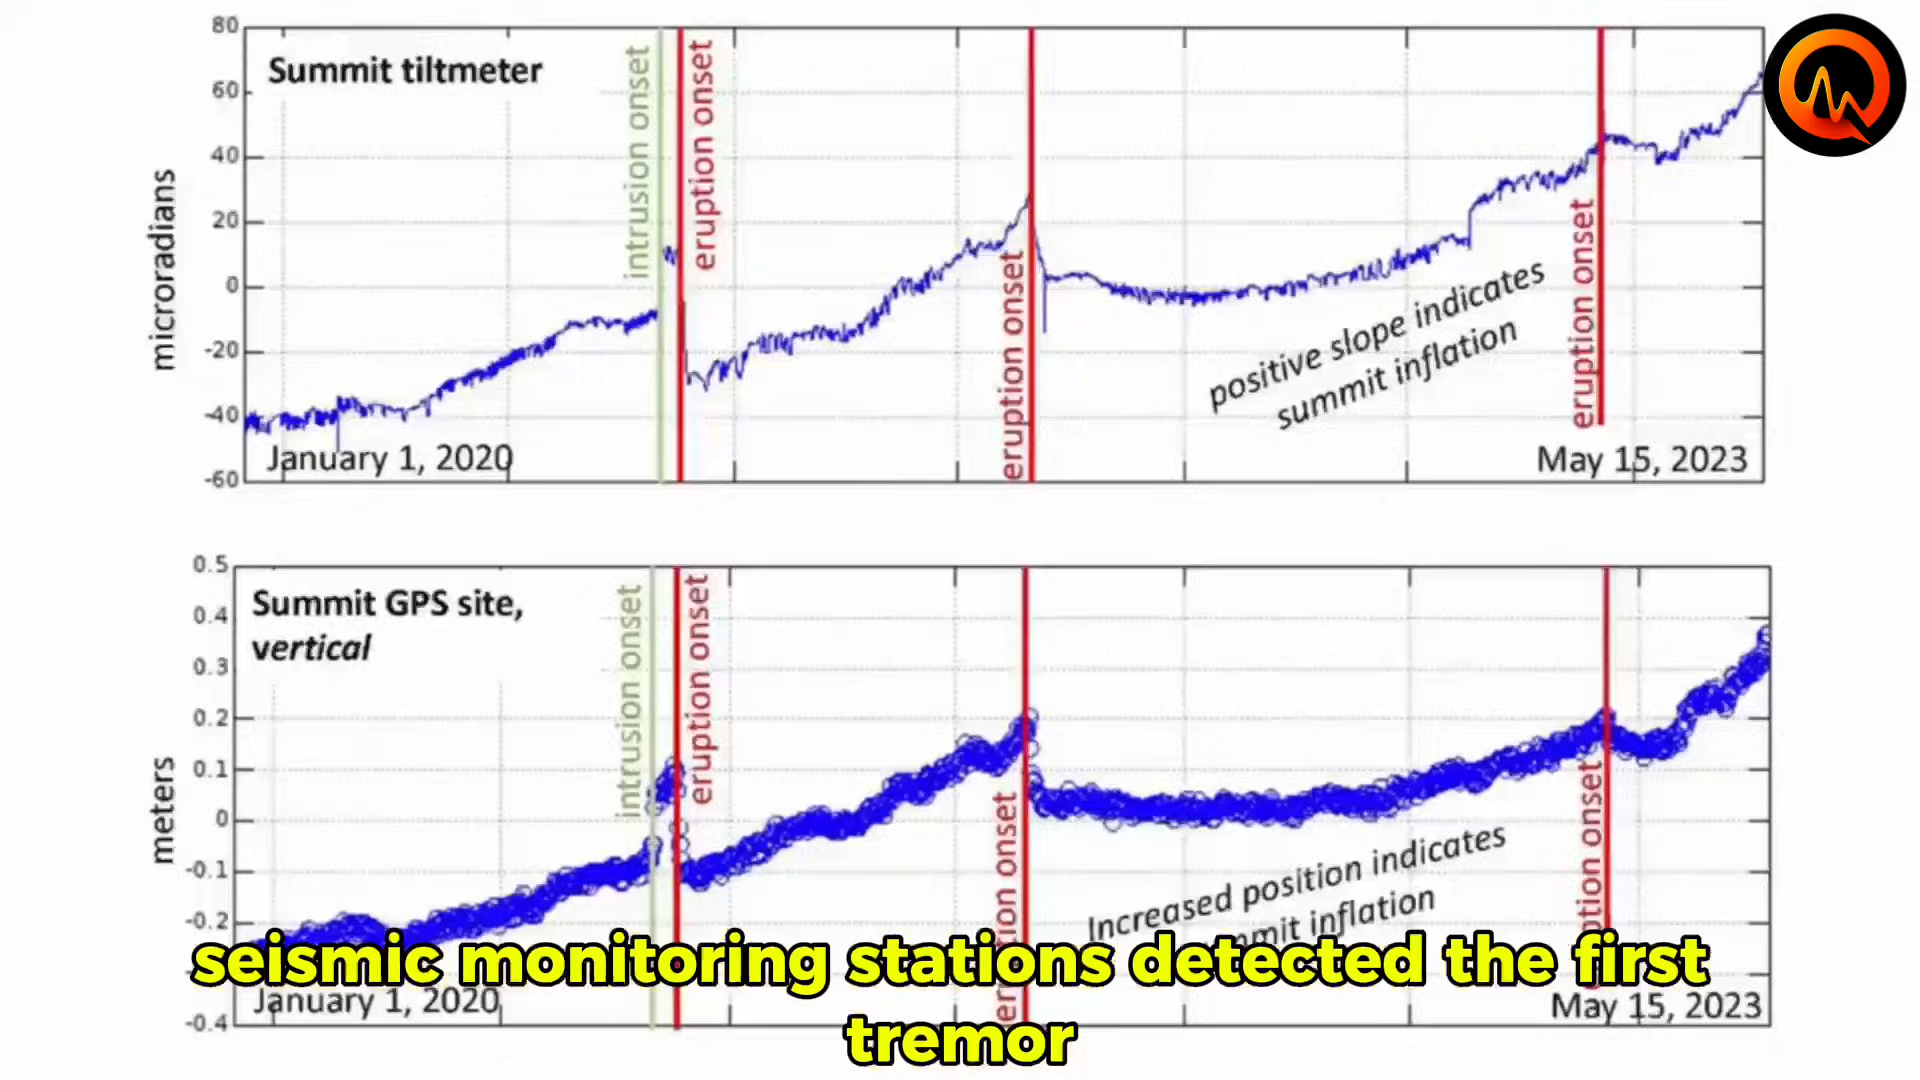 80
Summit tiltmeter
60
40
20
0
-20
-40
-60
microradians
intrusion onset
eruption onset
eruption onset
eruption onset
positive slope indicates
summit inflation
January 1, 2020
May 15, 2023
0.5
Summit GPS site,
vertical
0.4
0.3
0.2
0.1
0
-0.1
-0.2
-0.4
meters
intrusion onset
eruption onset
onset
onset
Increased position indicates
inflation
seismic monitoring stations detected the first
tremor
January 1, 2020
May 15, 2023